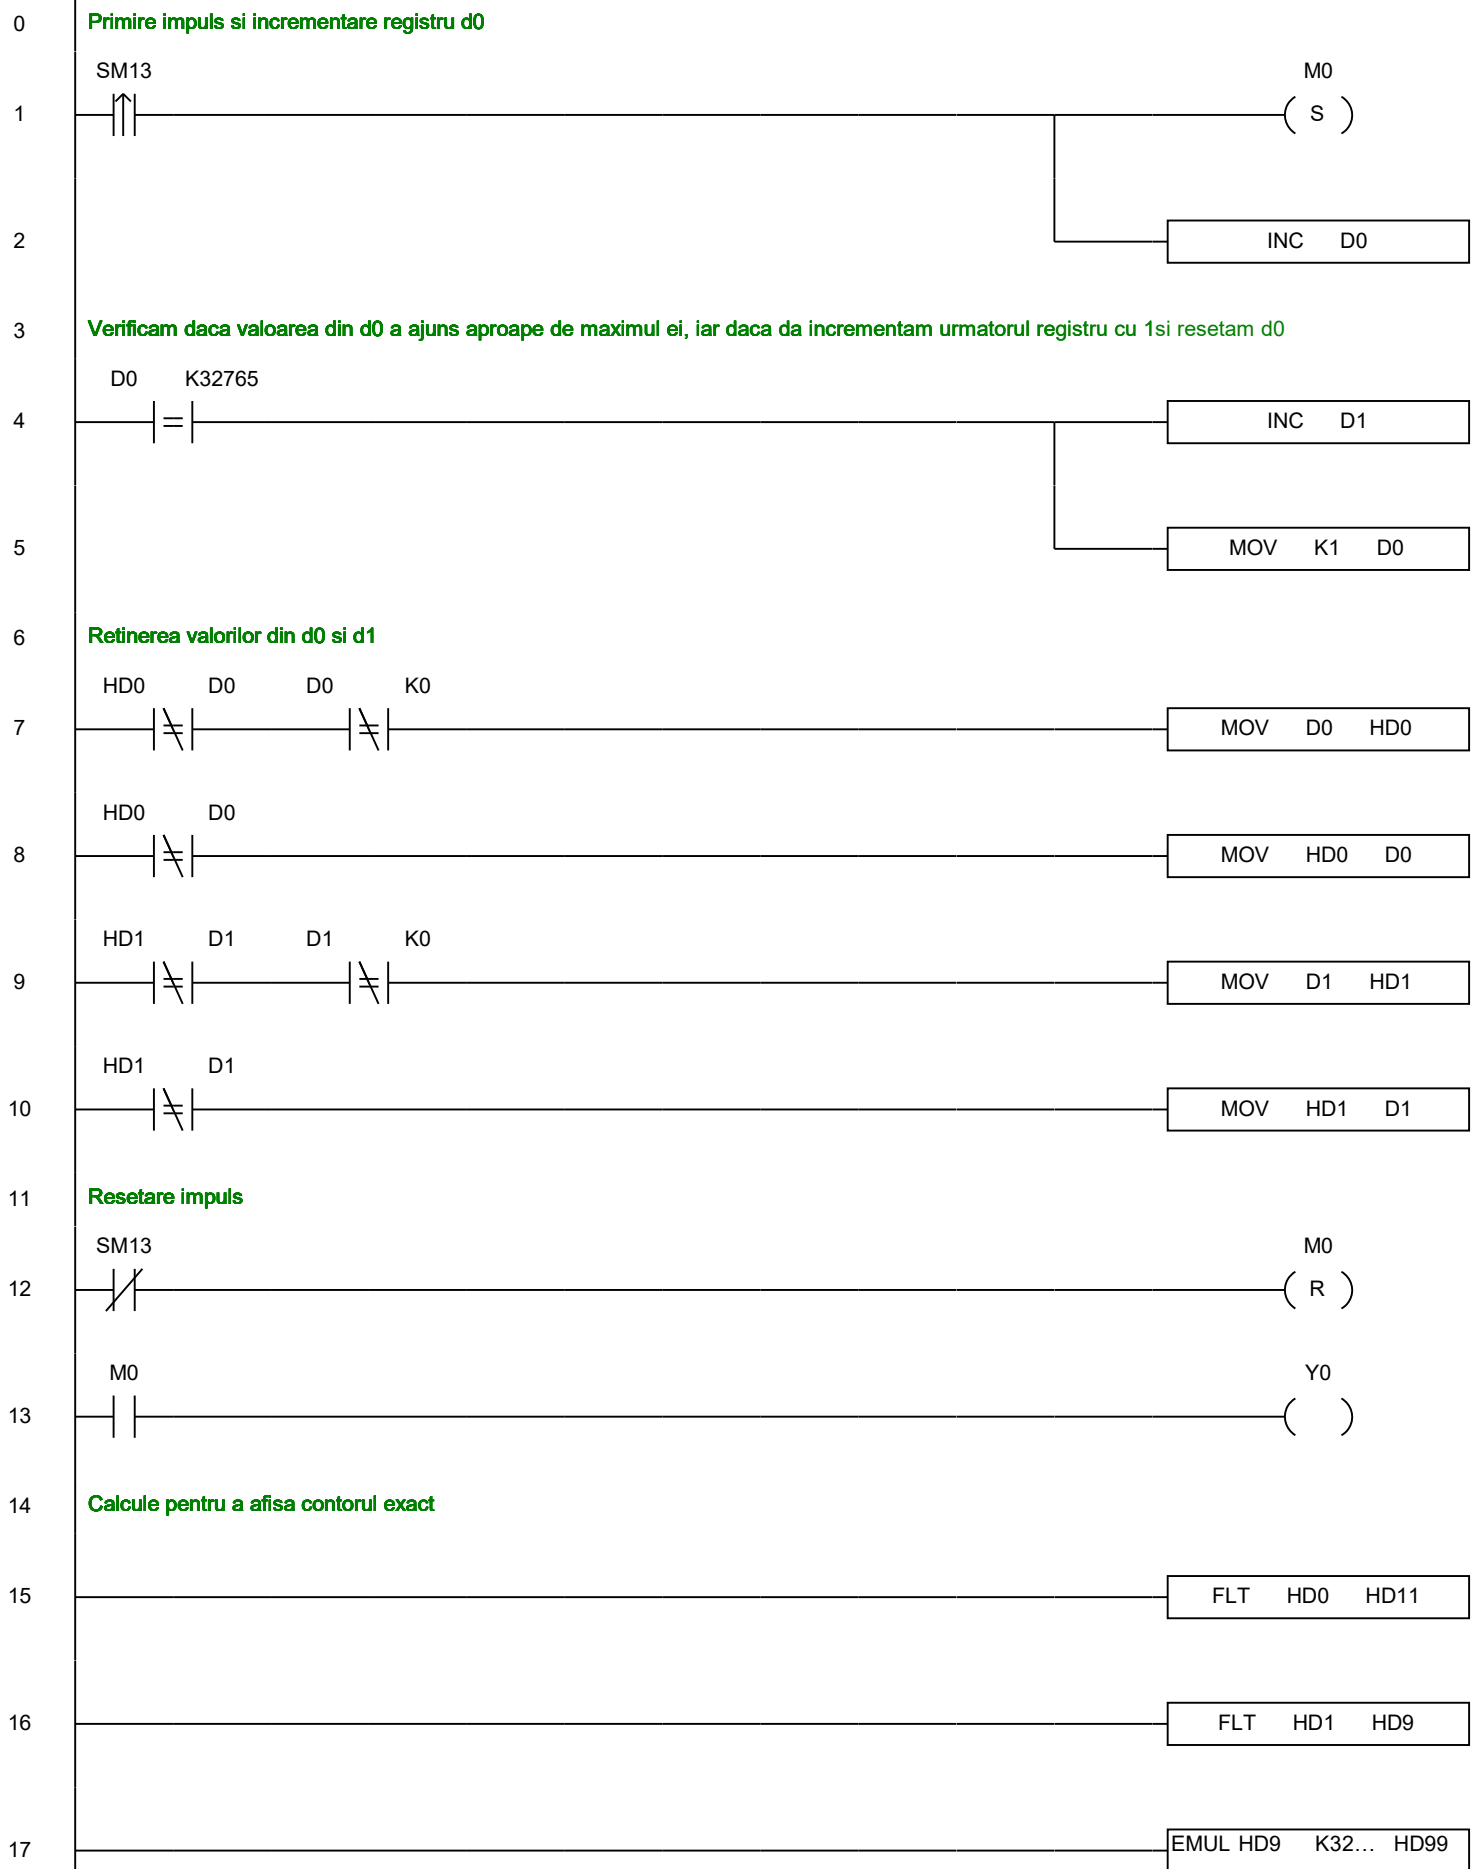 0 Primire impuls si incrementare registru d0
SM13 M0
1 S
2 INC D0
3 Verificam daca valoarea din d0 a ajuns aproape de maximul ei, iar daca da incrementam urmatorul registru cu 1si resetam d0
D0 K32765
4 = INC D1
5 MOV K1 D0
6 Retinerea valorilor din d0 si d1
HD0 D0 D0 K0
7 MOV D0 HD0
HD0 D0
8 MOV HD0 D0
HD1 D1 D1 K0
9 MOV D1 HD1
HD1 D1
10 MOV HD1 D1
11 Resetare impuls
SM13 M0
12 R
M0 Y0
13
14 Calcule pentru a afisa contorul exact
15 FLT HD0 HD11
16 FLT HD1 HD9
17 EMUL HD9 K32... HD99